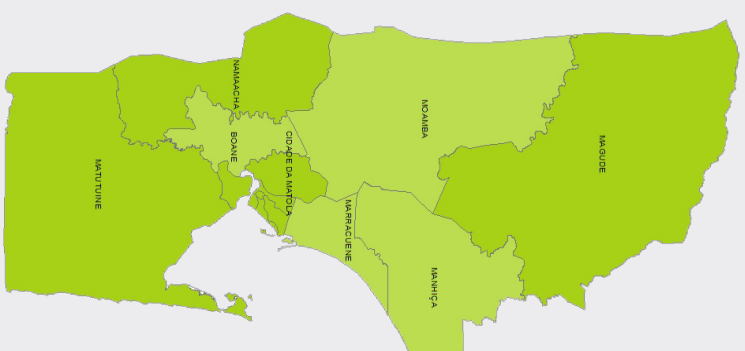 MATUTUINE
NAMAACHA
BOANE
CIDADE DA MATOLA
MARRACUENE
MOAMBA
MANHIÇA
MAGUDE